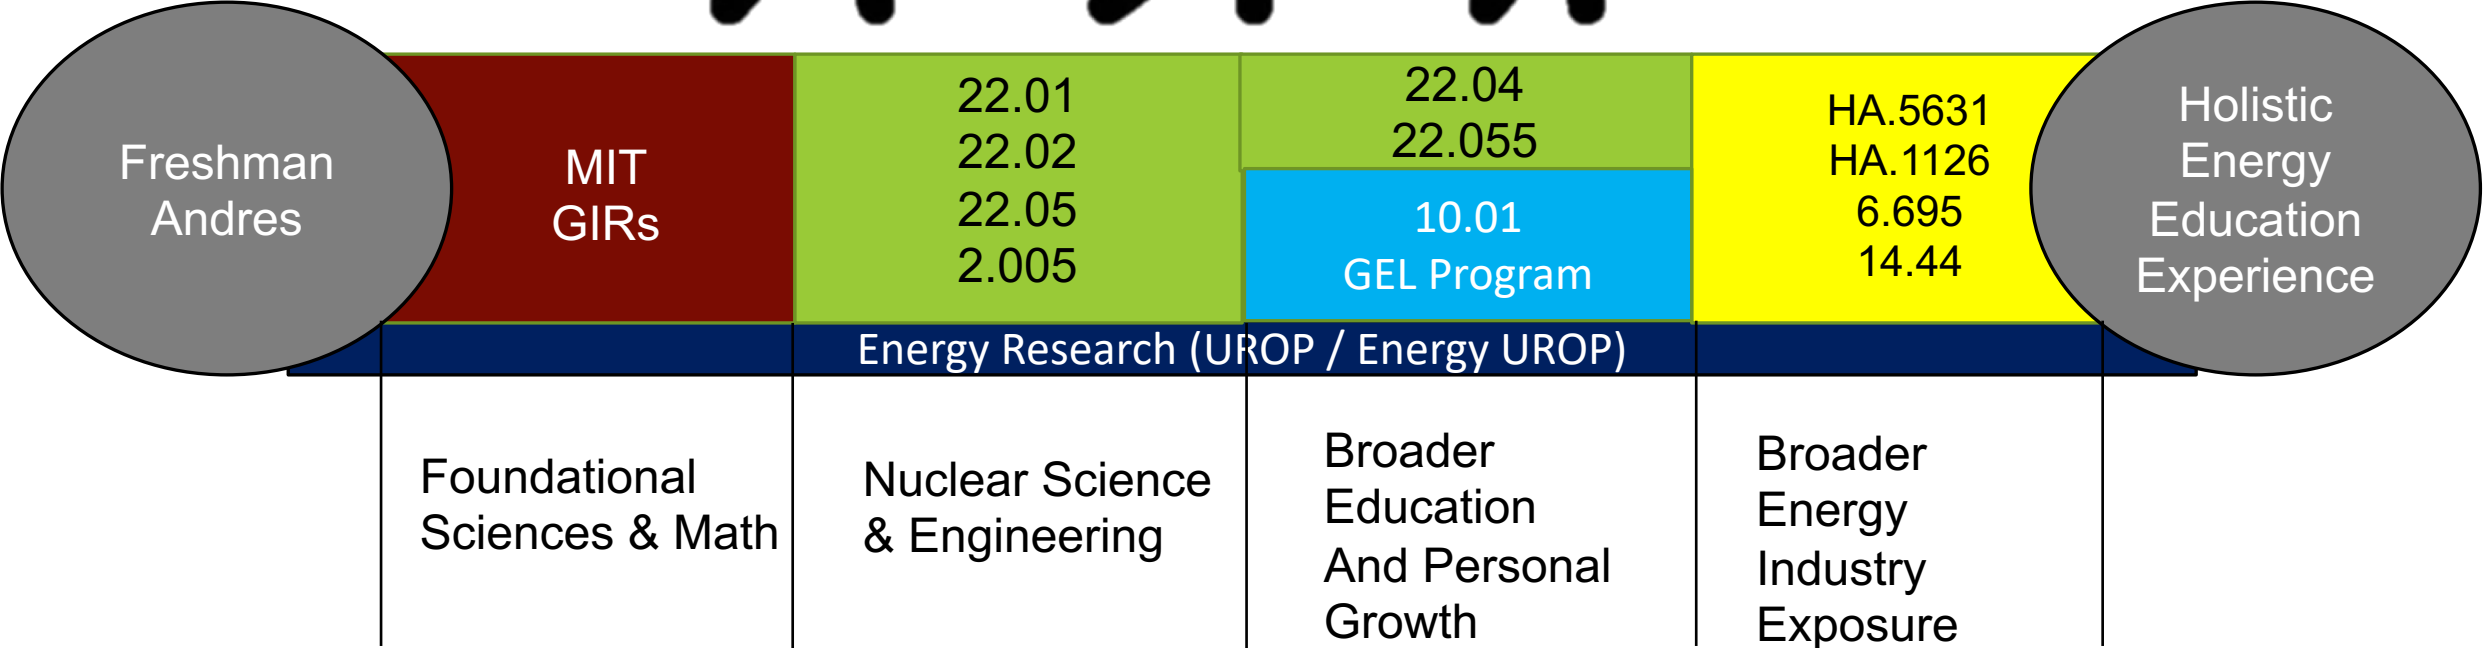 Freshman
Andres
MIT
GIRs
22.01
22.02
22.05
2.005
22.04
22.055
10.01
GEL Program
HA.5631
HA.1126
6.695
14.44
Holistic
Energy
Education
Experience
Energy Research (UROP / Energy UROP)
Foundational
Sciences & Math
Nuclear Science
& Engineering
Broader
Education
And Personal
Growth
Broader
Energy
Industry
Exposure